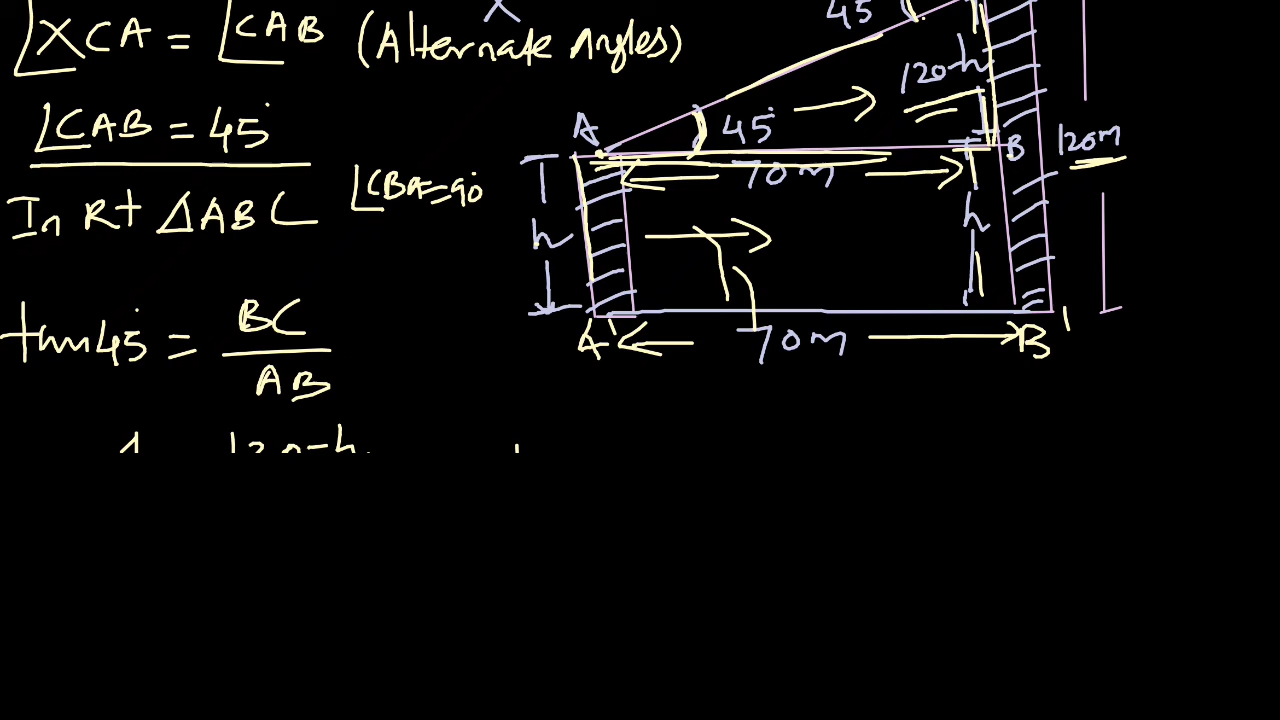 ∠XCA = ∠CAB (Alternate Angles)
∠CAB = 45°
In Rt ΔABC
∠CBA = 90°
tan 45° = BC / AB
X
45
120-h
A
45°
70m
B
120m
h
h
A'
70m
B'